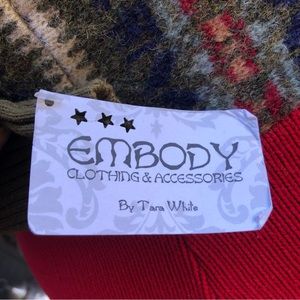 EMBODY
CLOTHING & ACCESSORIES
By Tara White